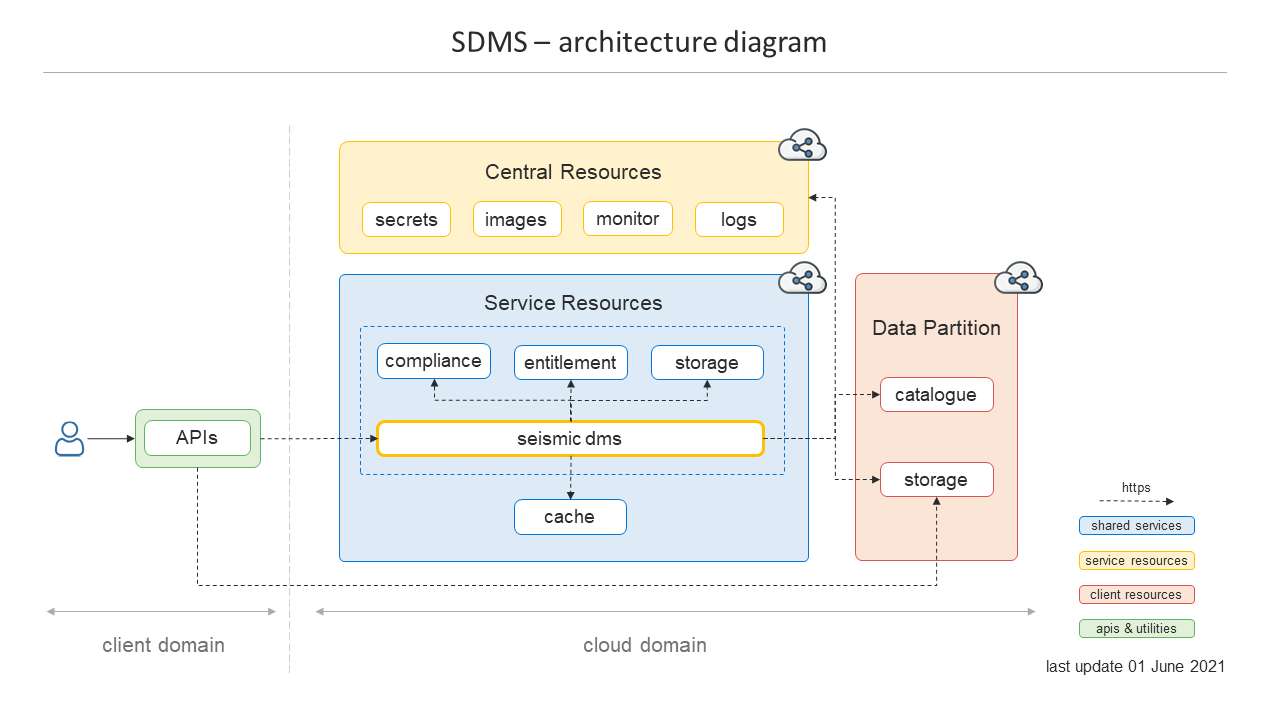 SDMS – architecture diagram
Central Resources
secrets
images
monitor
logs
Service Resources
compliance
entitlement
storage
seismic dms
cache
Data Partition
catalogue
storage
APIs
client domain
cloud domain
https
shared services
service resources
client resources
apis & utilities
last update 01 June 2021